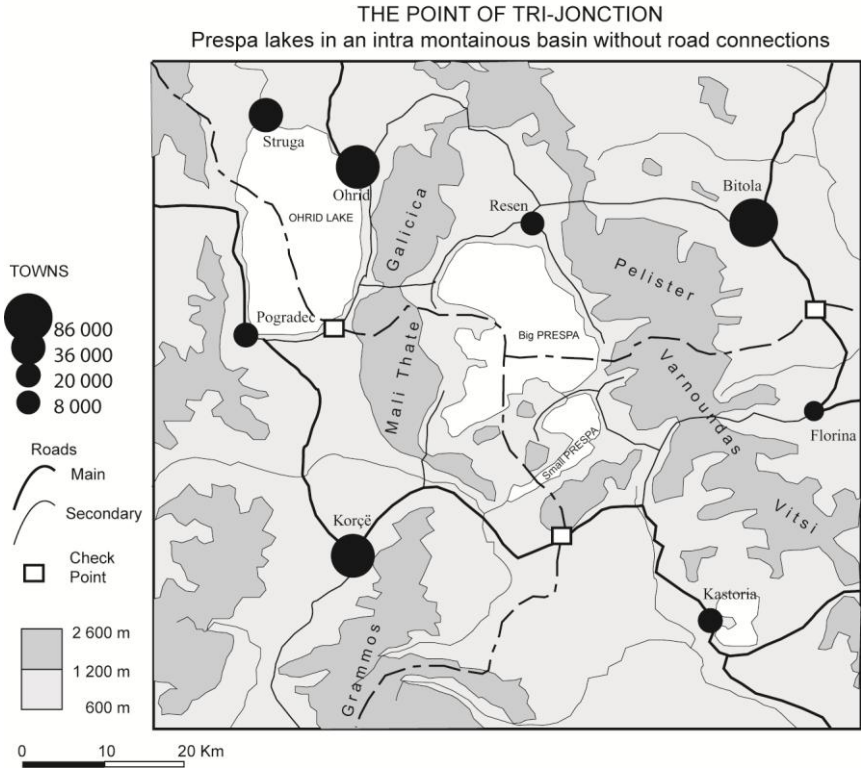 THE POINT OF TRI-JONCTION
Prespa lakes in an intra montainous basin without road connections
Struga
Ohrid
OHRID LAKE
Galicica
Resen
Bitola
Pelister
TOWNS
86 000
36 000
20 000
8 000
Pogradec
Big PRESPA
Mali Thate
Varnoundas
Florina
Roads
Main
Secondary
Check
Point
Small PRESPA
Korçë
Vitsi
Kastoria
Grammos
2 600 m
1 200 m
600 m
0 10 20 Km